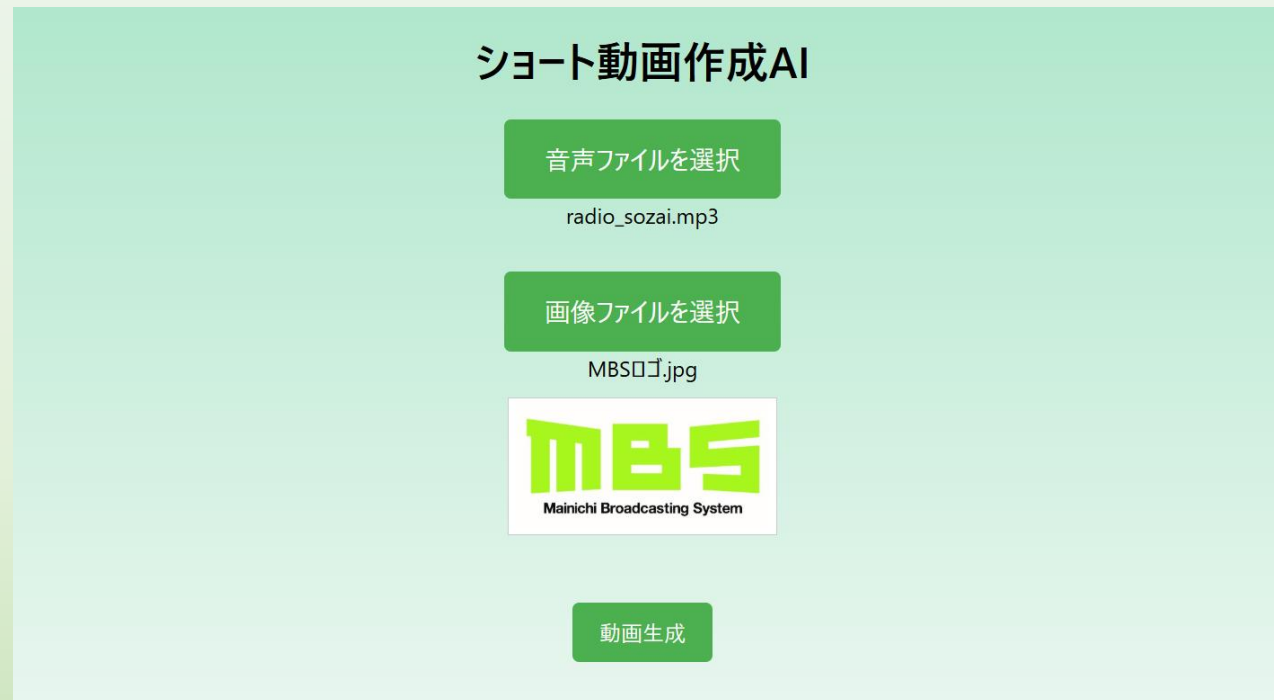 ショート動画作成AI
音声ファイルを選択
radio_sozai.mp3
画像ファイルを選択
MBSロゴ.jpg
MBS
Mainichi Broadcasting System
動画生成